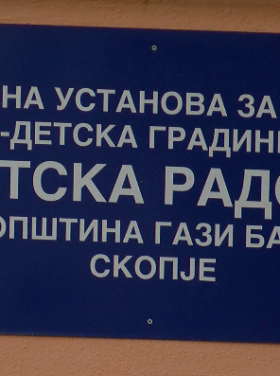 НА УСТАНОВА ЗА
-ДЕТСКА ГРАДИН
ТСКА РАДО
ОПШТИНА ГАЗИ БА
СКОПЈЕ